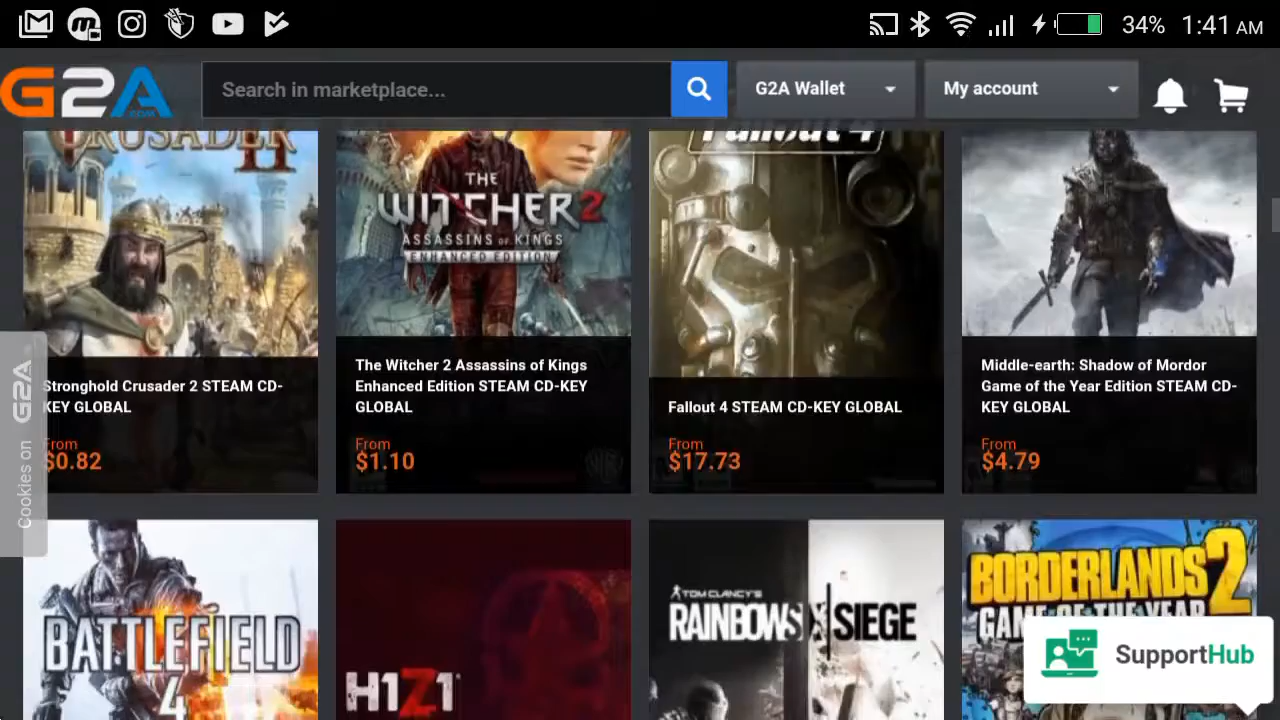 34% 1:41 AM
G2A.COM
Search in marketplace...
G2A Wallet
My account
CRUSADER
II
THE
WITCHER 2
ASSASSINS OF KINGS
ENHANCED EDITION
Fallout 4
Stronghold Crusader 2 STEAM CD-
KEY GLOBAL
From
$0.82
The Witcher 2 Assassins of Kings
Enhanced Edition STEAM CD-KEY
GLOBAL
From
$1.10
Fallout 4 STEAM CD-KEY GLOBAL
From
$17.73
Middle-earth: Shadow of Mordor
Game of the Year Edition STEAM CD-
KEY GLOBAL
From
$4.79
Cookies on G2A
BATTLEFIELD
4
H1Z1
TOM CLANCY'S
RAINBOW SIX SIEGE
BORDERLANDS 2
GAME OF THE YEAR
SupportHub